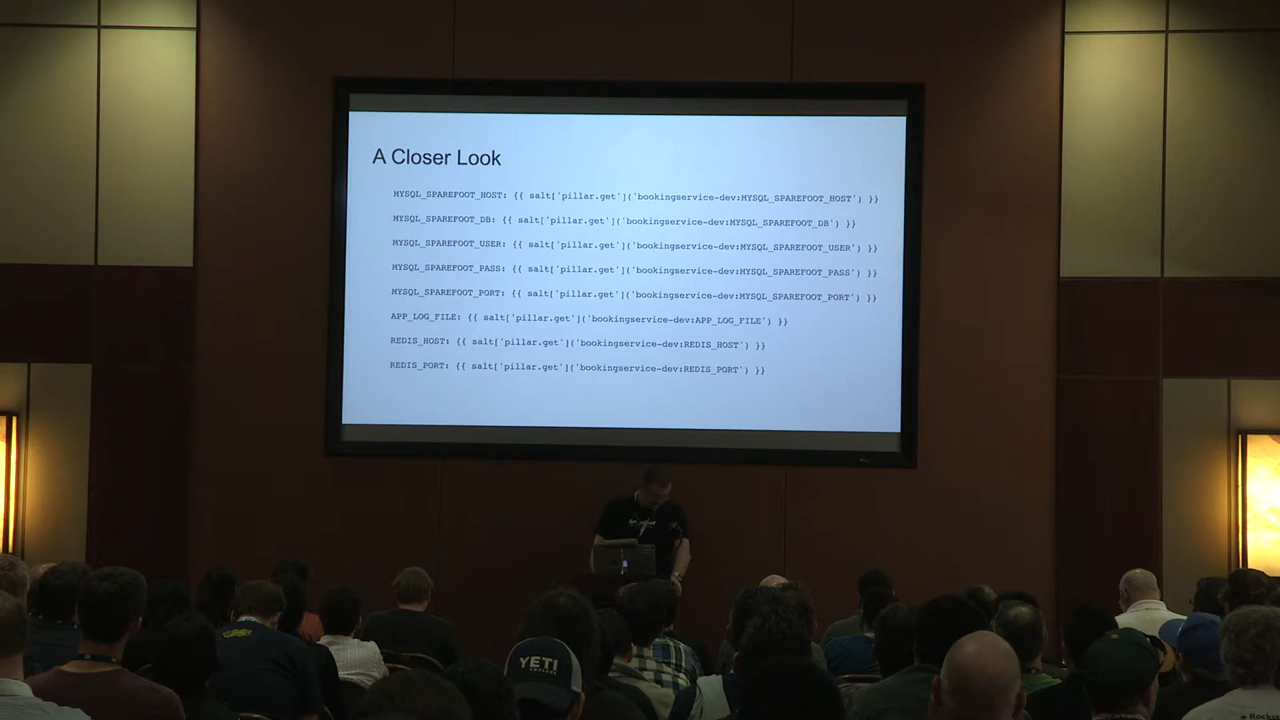 A Closer Look
MYSQL_SPAREFOOT_HOST: {{ salt['pillar.get']('bookingservice-dev:MYSQL_SPAREFOOT_HOST') }}
MYSQL_SPAREFOOT_DB: {{ salt['pillar.get']('bookingservice-dev:MYSQL_SPAREFOOT_DB') }}
MYSQL_SPAREFOOT_USER: {{ salt['pillar.get']('bookingservice-dev:MYSQL_SPAREFOOT_USER') }}
MYSQL_SPAREFOOT_PASS: {{ salt['pillar.get']('bookingservice-dev:MYSQL_SPAREFOOT_PASS') }}
MYSQL_SPAREFOOT_PORT: {{ salt['pillar.get']('bookingservice-dev:MYSQL_SPAREFOOT_PORT') }}
APP_LOG_FILE: {{ salt['pillar.get']('bookingservice-dev:APP_LOG_FILE') }}
REDIS_HOST: {{ salt['pillar.get']('bookingservice-dev:REDIS_HOST') }}
REDIS_PORT: {{ salt['pillar.get']('bookingservice-dev:REDIS_PORT') }}
YETI